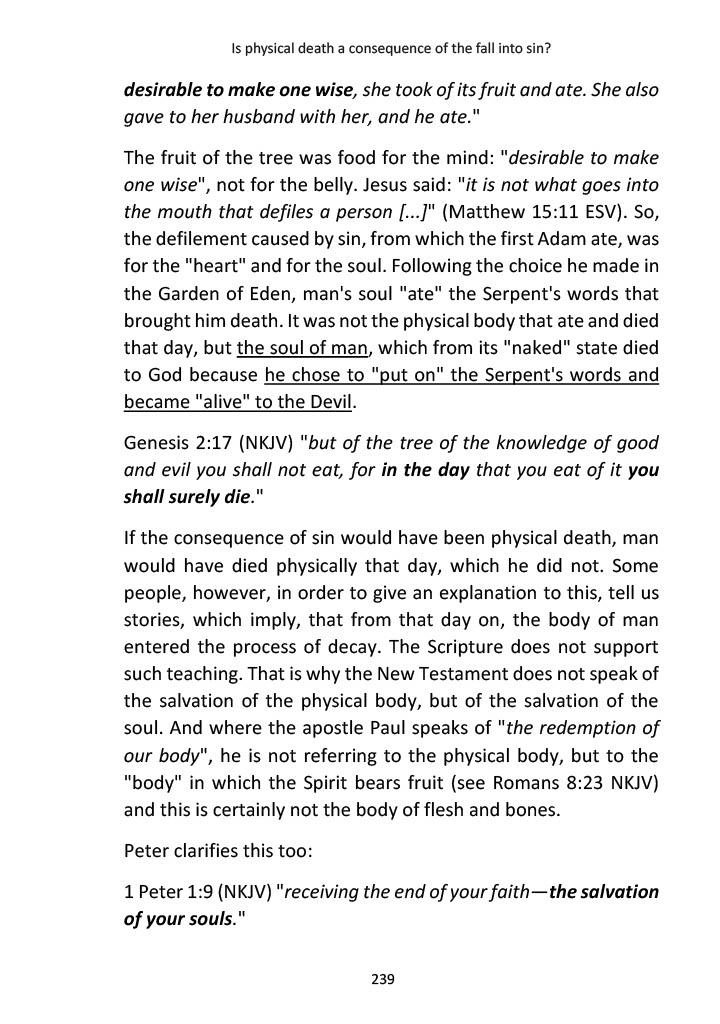 Is physical death a consequence of the fall into sin?
desirable to make one wise, she took of its fruit and ate. She also
gave to her husband with her, and he ate."
The fruit of the tree was food for the mind: "desirable to make
one wise", not for the belly. Jesus said: "it is not what goes into
the mouth that defiles a person [...]" (Matthew 15:11 ESV). So,
the defilement caused by sin, from which the first Adam ate, was
for the "heart" and for the soul. Following the choice he made in
the Garden of Eden, man's soul "ate" the Serpent's words that
brought him death. It was not the physical body that ate and died
that day, but the soul of man, which from its "naked" state died
to God because he chose to "put on" the Serpent's words and
became "alive" to the Devil.
Genesis 2:17 (NKJV) "but of the tree of the knowledge of good
and evil you shall not eat, for in the day that you eat of it you
shall surely die."
If the consequence of sin would have been physical death, man
would have died physically that day, which he did not. Some
people, however, in order to give an explanation to this, tell us
stories, which imply, that from that day on, the body of man
entered the process of decay. The Scripture does not support
such teaching. That is why the New Testament does not speak of
the salvation of the physical body, but of the salvation of the
soul. And where the apostle Paul speaks of "the redemption of
our body", he is not referring to the physical body, but to the
"body" in which the Spirit bears fruit (see Romans 8:23 NKJV)
and this is certainly not the body of flesh and bones.
Peter clarifies this too:
1 Peter 1:9 (NKJV) "receiving the end of your faith—the salvation
of your souls."
239